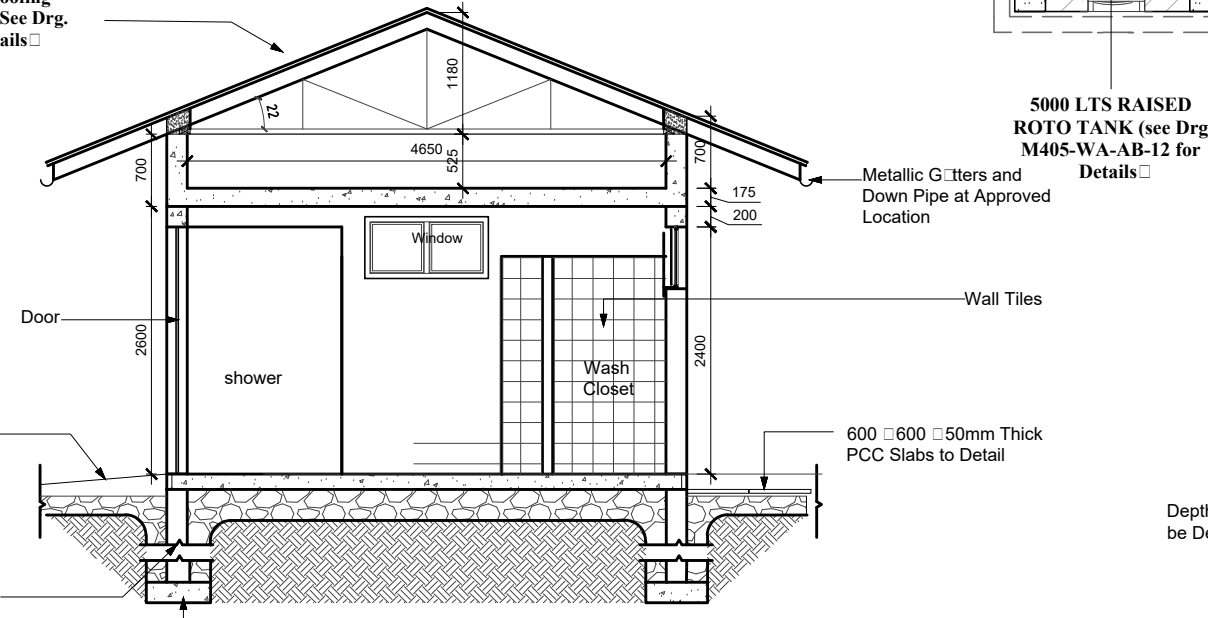 ooling
See Drg.
ails□
1180
22
4650
525
700
700
175
200
Metallic G□tters and
Down Pipe at Approved
Location
5000 LTS RAISED
ROTO TANK (see Drg
M405-WA-AB-12 for
Details□
Window
Door
2600
shower
Wash
Closet
2400
Wall Tiles
600 □600 □50mm Thick
PCC Slabs to Detail
Depth
be De